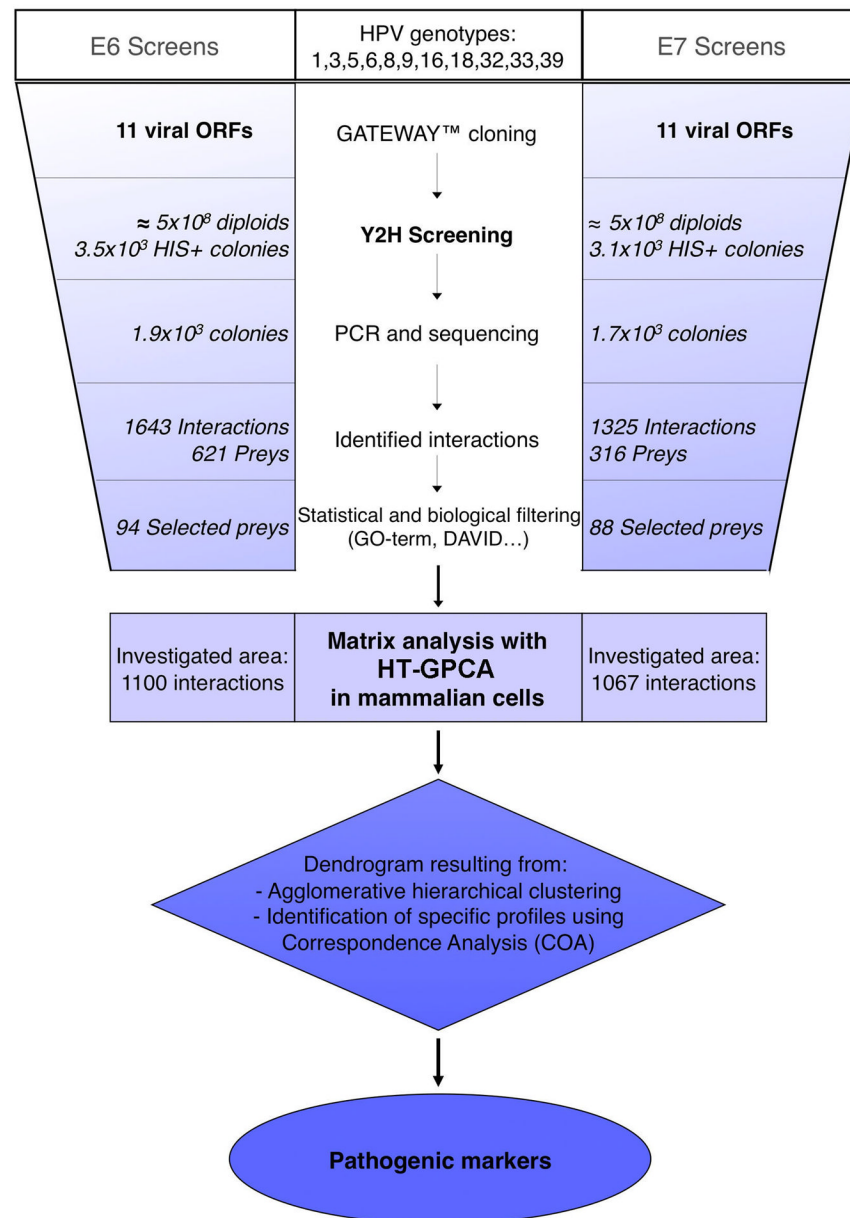 E6 Screens
HPV genotypes:
1,3,5,6,8,9,16,18,32,33,39
E7 Screens
11 viral ORFs
GATEWAY™ cloning
11 viral ORFs
≈ 5x10⁸ diploids
3.5x10³ HIS+ colonies
Y2H Screening
≈ 5x10⁸ diploids
3.1x10³ HIS+ colonies
1.9x10³ colonies
PCR and sequencing
1.7x10³ colonies
1643 Interactions
621 Preys
Identified interactions
1325 Interactions
316 Preys
94 Selected preys
Statistical and biological filtering
(GO-term, DAVID…)
88 Selected preys
Investigated area:
1100 interactions
Matrix analysis with
HT-GPCA
in mammalian cells
Investigated area:
1067 interactions
Dendrogram resulting from:
- Agglomerative hierarchical clustering
- Identification of specific profiles using
Correspondence Analysis (COA)
Pathogenic markers